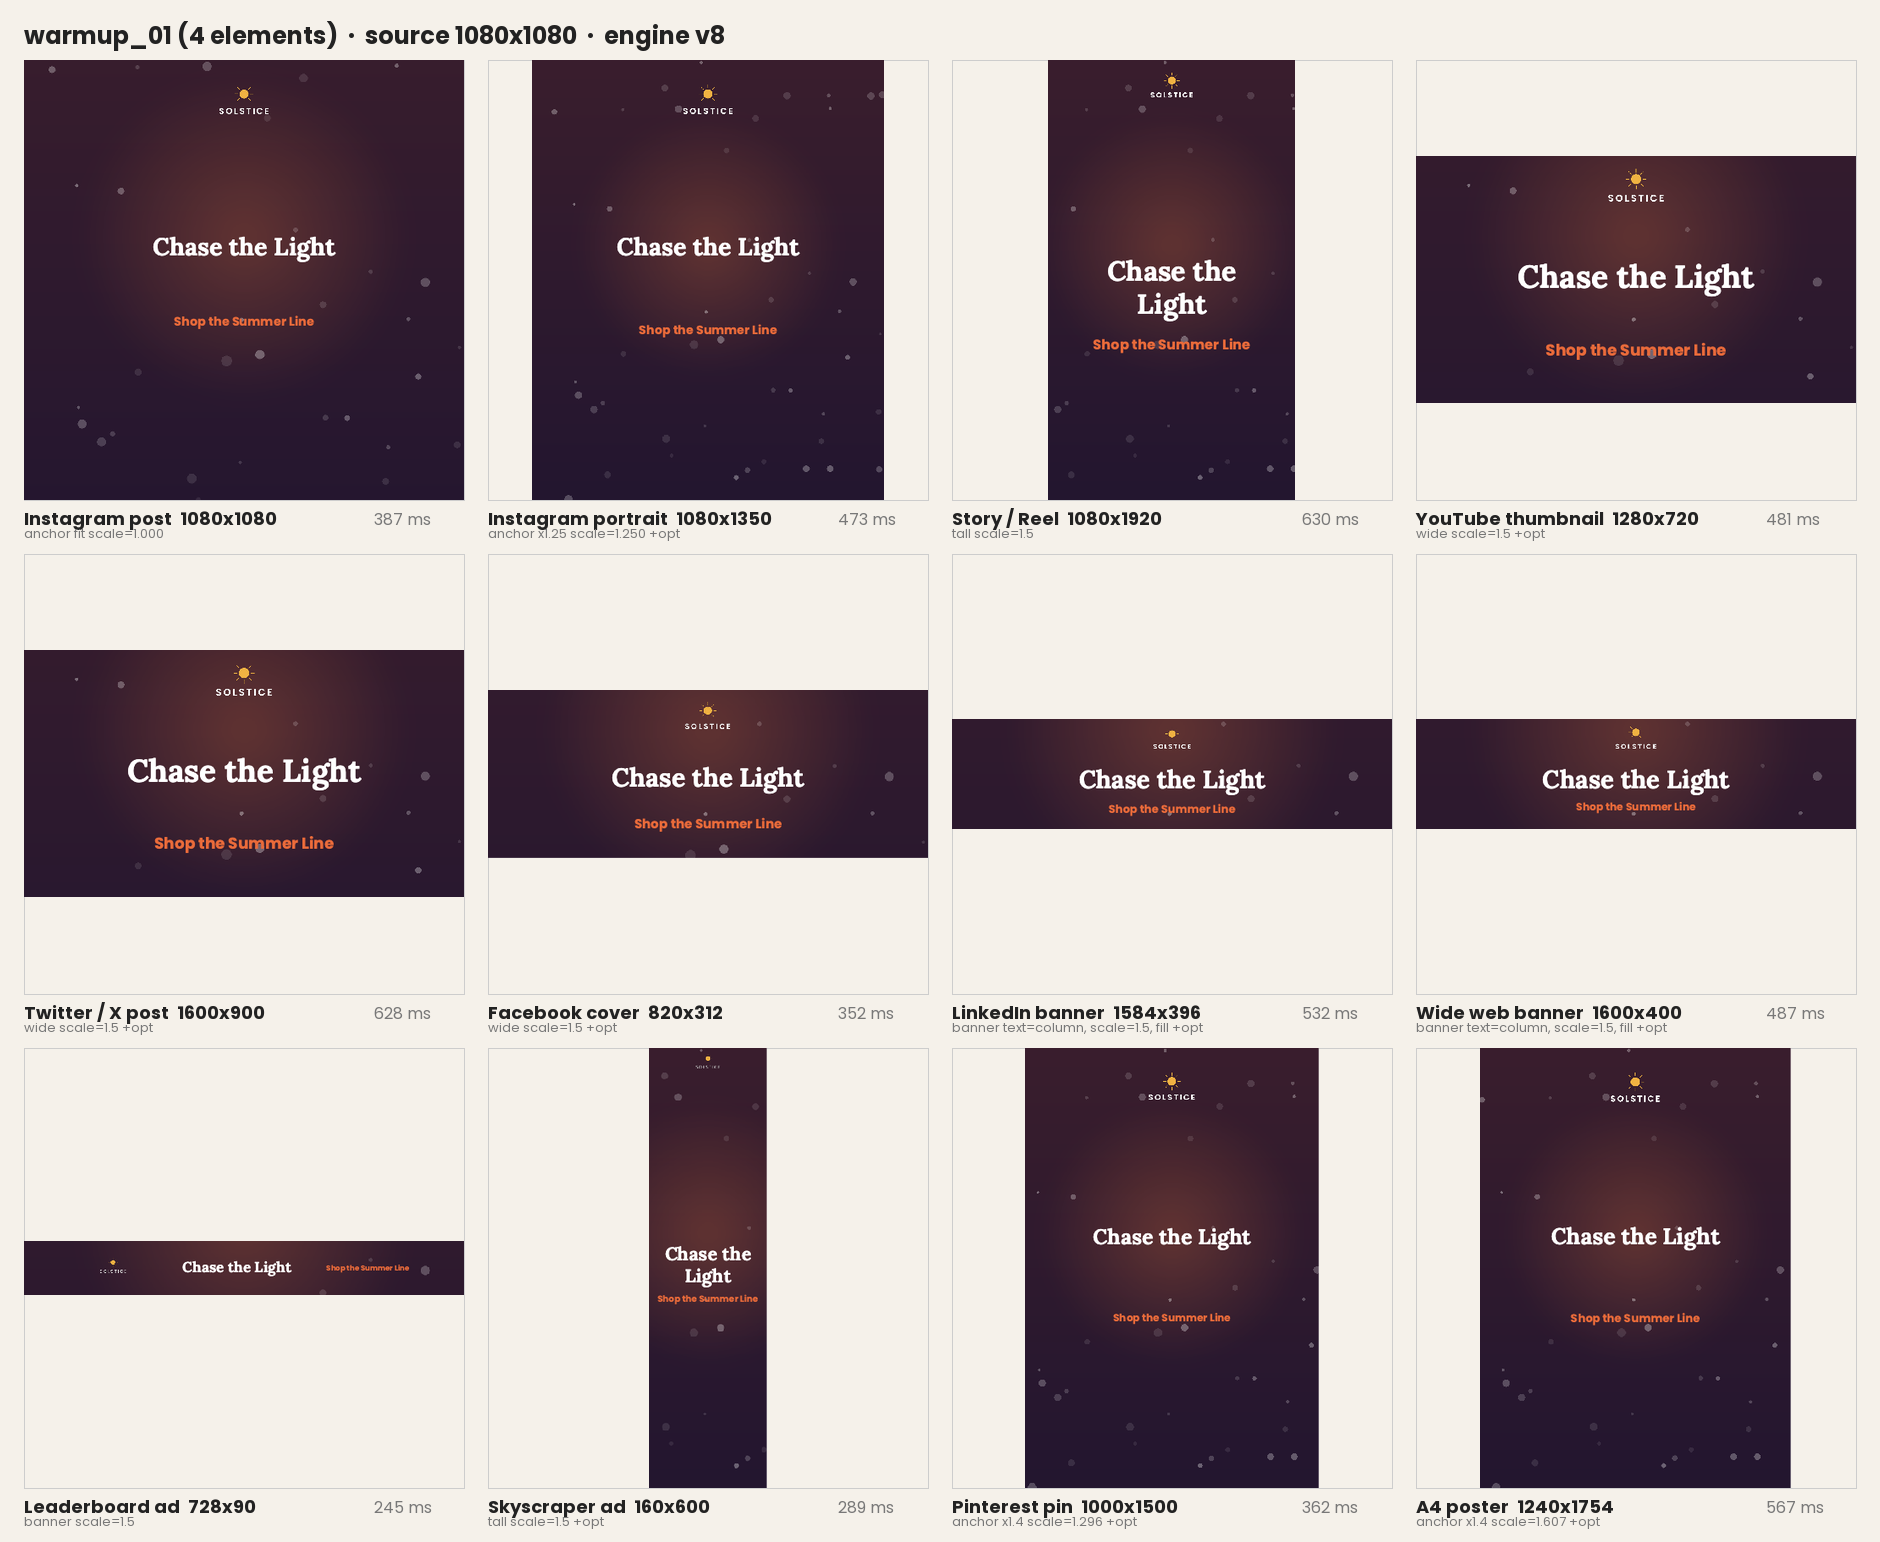 warmup_01 (4 elements) · source 1080x1080 · engine v8
SOLSTICE
Chase the Light
Shop the Summer Line
Instagram post 1080x1080 387 ms
anchor fit scale=1.000
SOLSTICE
Chase the Light
Shop the Summer Line
Instagram portrait 1080x1350 473 ms
anchor x1.25 scale=1.250 +opt
SOLSTICE
Chase the
Light
Shop the Summer Line
Story / Reel 1080x1920 630 ms
tall scale=1.5
SOLSTICE
Chase the Light
Shop the Summer Line
YouTube thumbnail 1280x720 481 ms
wide scale=1.5 +opt
SOLSTICE
Chase the Light
Shop the Summer Line
Twitter / X post 1600x900 628 ms
wide scale=1.5 +opt
SOLSTICE
Chase the Light
Shop the Summer Line
Facebook cover 820x312 352 ms
wide scale=1.5 +opt
SOLSTICE
Chase the Light
Shop the Summer Line
LinkedIn banner 1584x396 532 ms
banner text=column, scale=1.5, fill +opt
SOLSTICE
Chase the Light
Shop the Summer Line
Wide web banner 1600x400 487 ms
banner text=column, scale=1.5, fill +opt
SOLSTICE
Chase the Light
Shop the Summer Line
Leaderboard ad 728x90 245 ms
banner scale=1.5
Chase the
Light
Shop the Summer Line
Skyscraper ad 160x600 289 ms
tall scale=1.5 +opt
SOLSTICE
Chase the Light
Shop the Summer Line
Pinterest pin 1000x1500 362 ms
anchor x1.4 scale=1.296 +opt
SOLSTICE
Chase the Light
Shop the Summer Line
A4 poster 1240x1754 567 ms
anchor x1.4 scale=1.607 +opt